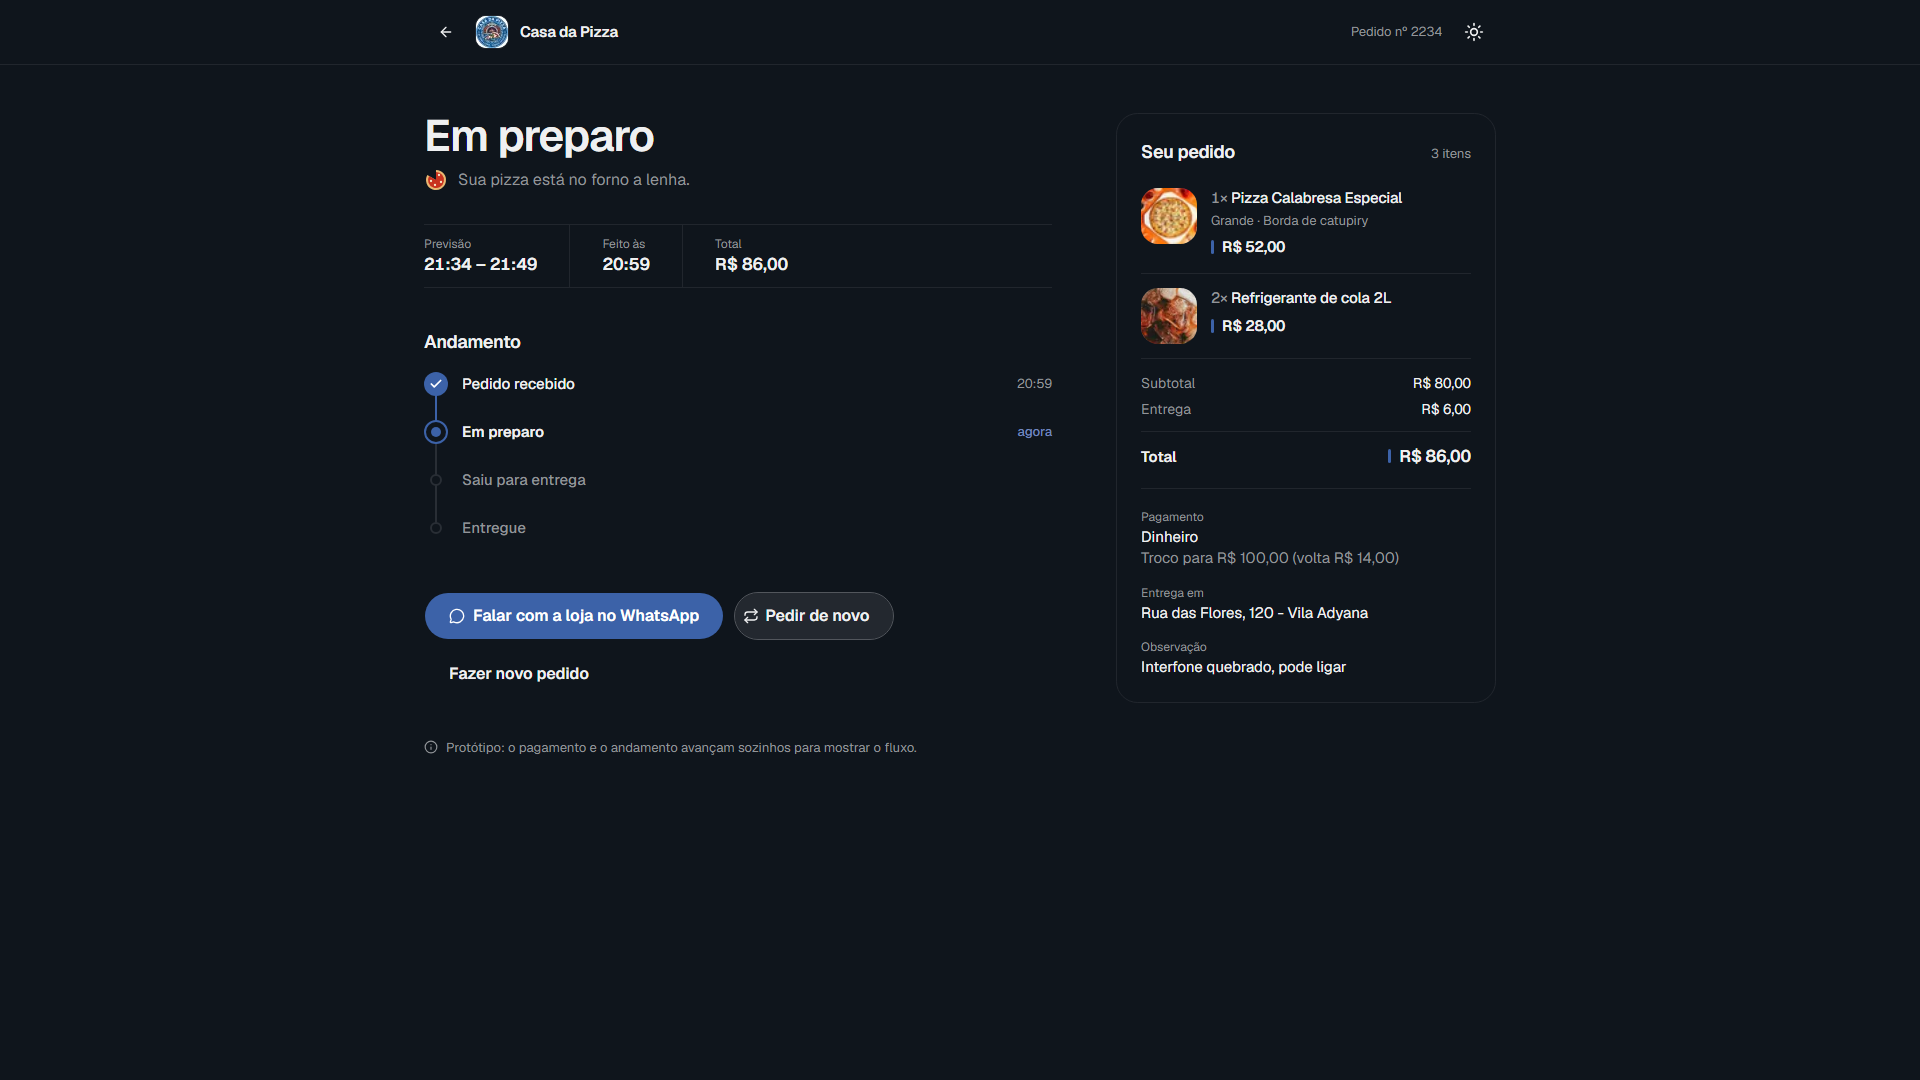 Casa da Pizza
Pedido nº 2234
Em preparo
Sua pizza está no forno a lenha.
Previsão
21:34 – 21:49
Feito às
20:59
Total
R$ 86,00
Andamento
Pedido recebido 20:59
Em preparo agora
Saiu para entrega
Entregue
Falar com a loja no WhatsApp
Pedir de novo
Fazer novo pedido
Protótipo: o pagamento e o andamento avançam sozinhos para mostrar o fluxo.
Seu pedido 3 itens
1× Pizza Calabresa Especial
Grande · Borda de catupiry
R$ 52,00
2× Refrigerante de cola 2L
R$ 28,00
Subtotal R$ 80,00
Entrega R$ 6,00
Total R$ 86,00
Pagamento
Dinheiro
Troco para R$ 100,00 (volta R$ 14,00)
Entrega em
Rua das Flores, 120 - Vila Adyana
Observação
Interfone quebrado, pode ligar